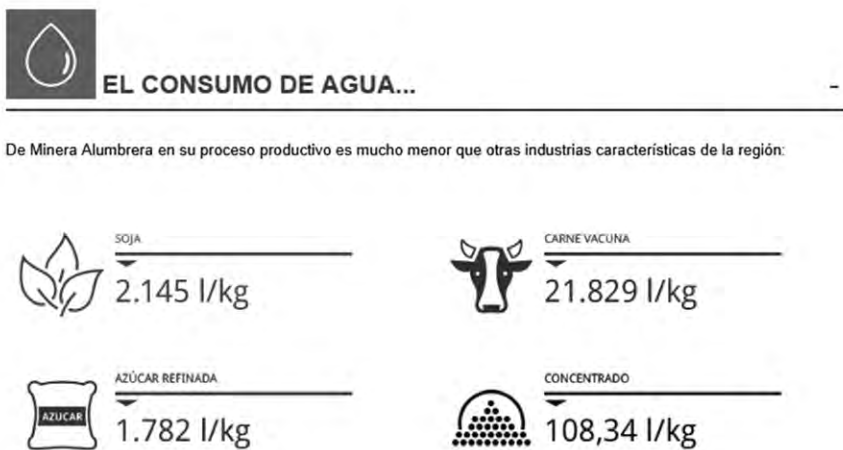 EL CONSUMO DE AGUA...
-
De Minera Alumbrera en su proceso productivo es mucho menor que otras industrias características de la región:
SOJA
2.145 l/kg
CARNE VACUNA
21.829 l/kg
AZÚCAR REFINADA
AZUCAR
1.782 l/kg
CONCENTRADO
108,34 l/kg